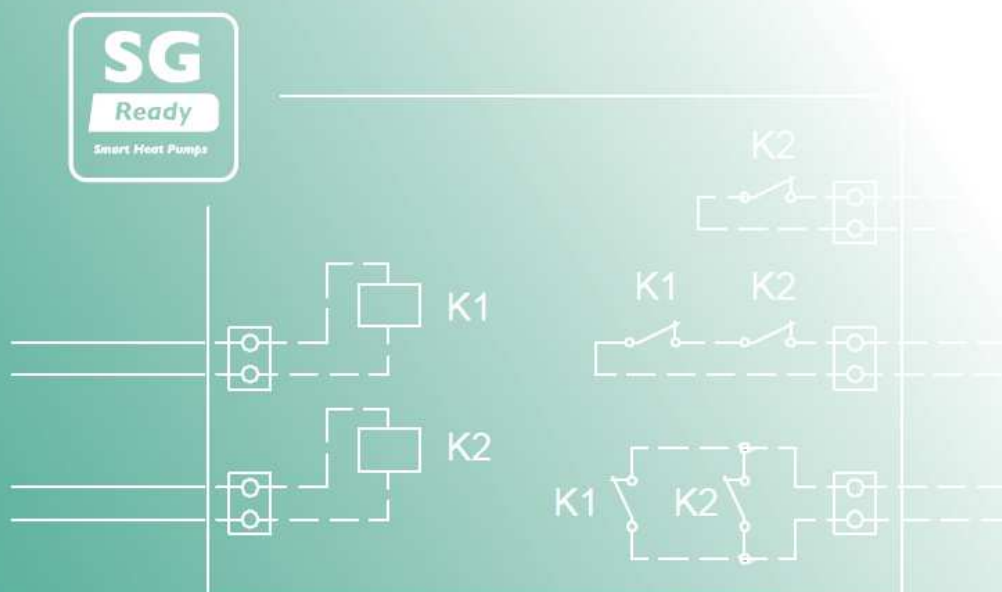 SG
Ready
Smart Heat Pumps
K2
K1
K1 K2
K2
K1 K2